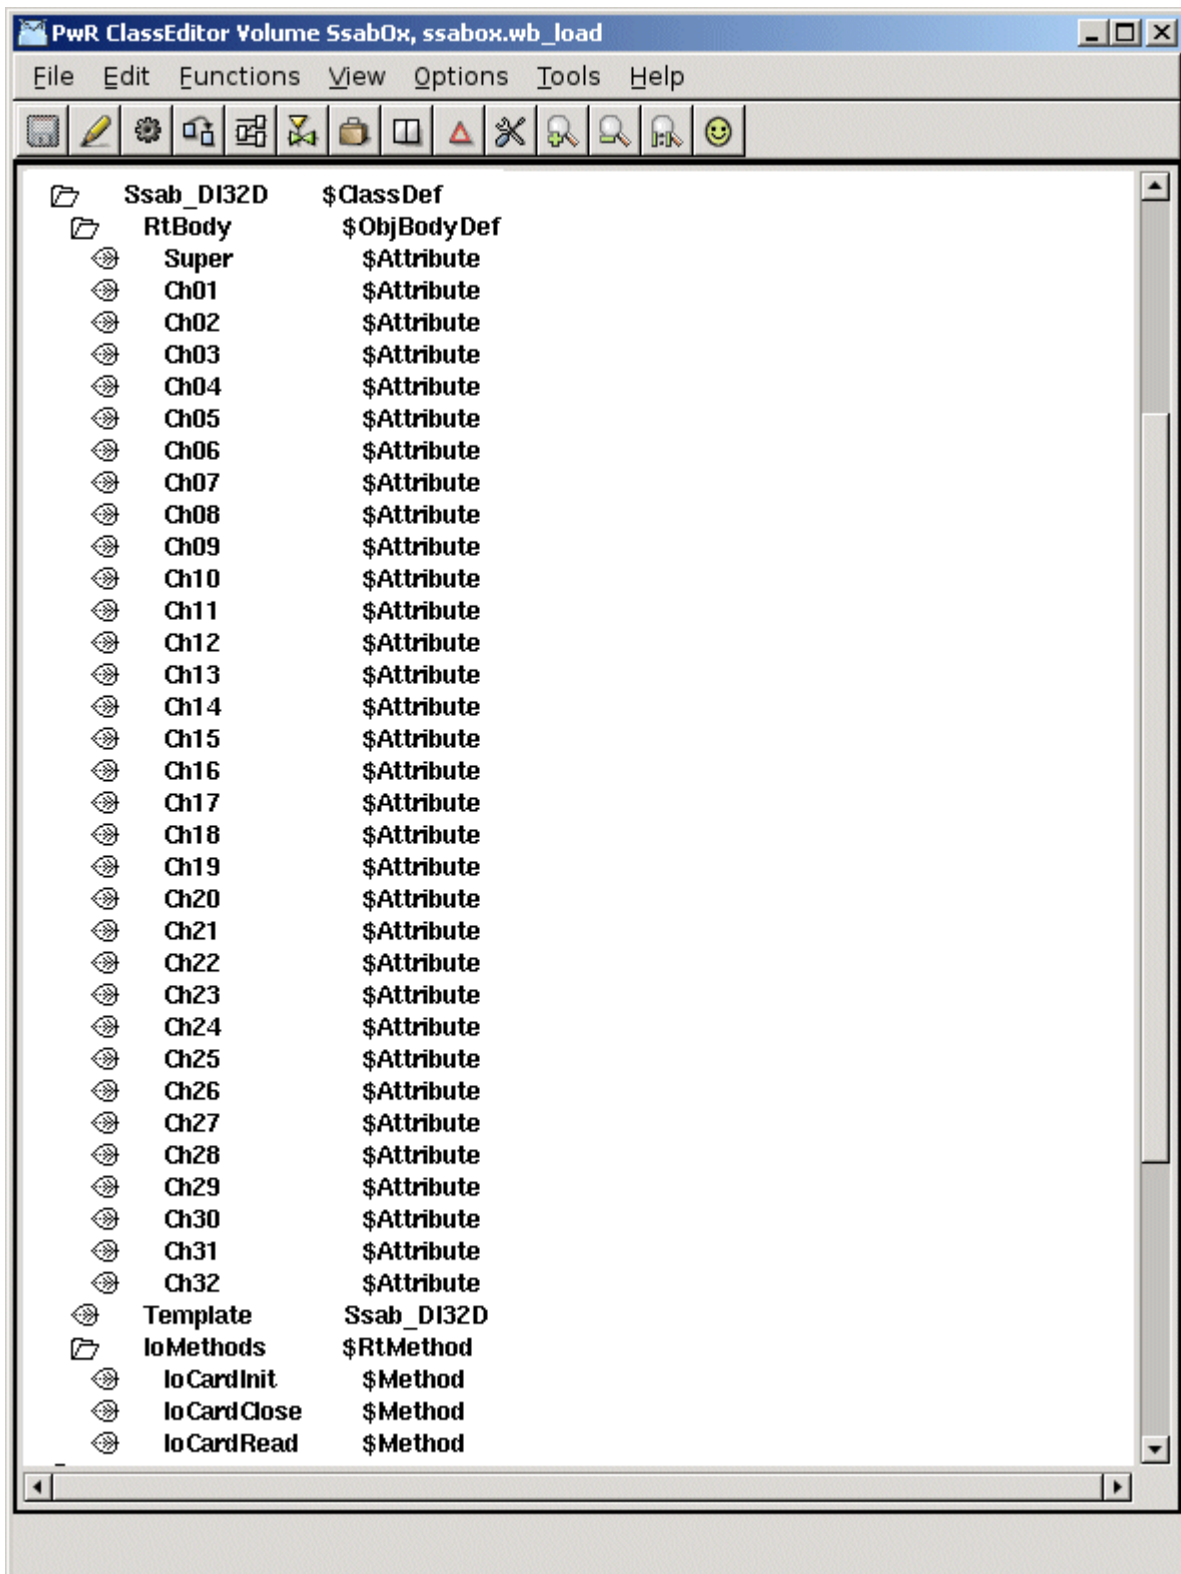 PwR ClassEditor Volume SsabOx, ssabox.wb_load
File Edit Functions View Options Tools Help
Ssab_DI32D $ClassDef
RtBody $ObjBodyDef
Super $Attribute
Ch01 $Attribute
Ch02 $Attribute
Ch03 $Attribute
Ch04 $Attribute
Ch05 $Attribute
Ch06 $Attribute
Ch07 $Attribute
Ch08 $Attribute
Ch09 $Attribute
Ch10 $Attribute
Ch11 $Attribute
Ch12 $Attribute
Ch13 $Attribute
Ch14 $Attribute
Ch15 $Attribute
Ch16 $Attribute
Ch17 $Attribute
Ch18 $Attribute
Ch19 $Attribute
Ch20 $Attribute
Ch21 $Attribute
Ch22 $Attribute
Ch23 $Attribute
Ch24 $Attribute
Ch25 $Attribute
Ch26 $Attribute
Ch27 $Attribute
Ch28 $Attribute
Ch29 $Attribute
Ch30 $Attribute
Ch31 $Attribute
Ch32 $Attribute
Template Ssab_DI32D
IoMethods $RtMethod
IoCardInit $Method
IoCardClose $Method
IoCardRead $Method